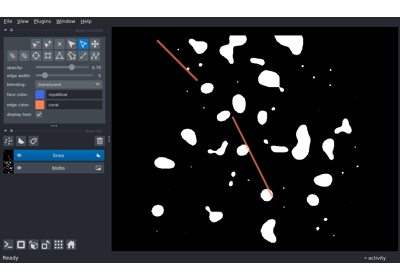 File View Plugins Window Help
opacity: 0.70
edge width: 5
blending: translucent
face color: royalblue
edge color: coral
display text: ✓
lines
blobs
Ready
activity